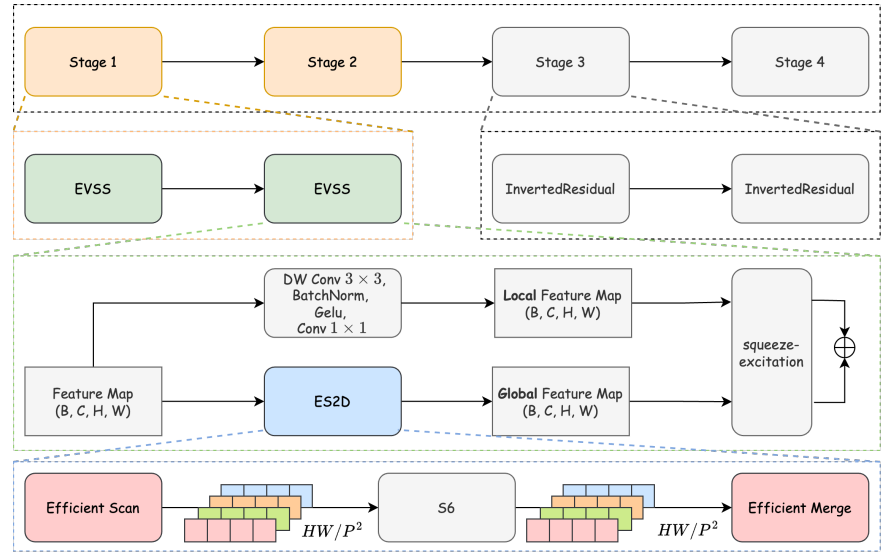 Stage 1
Stage 2
Stage 3
Stage 4
EVSS
EVSS
InvertedResidual
InvertedResidual
DW Conv 3 × 3,
BatchNorm,
Gelu,
Conv 1 × 1
Local Feature Map
(B, C, H, W)
squeeze-
excitation
Feature Map
(B, C, H, W)
ES2D
Global Feature Map
(B, C, H, W)
Efficient Scan
HW/P²
S6
HW/P²
Efficient Merge